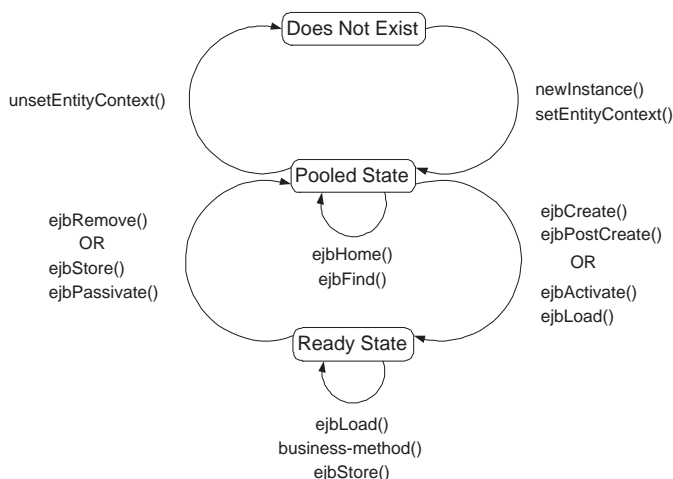 Does Not Exist
unsetEntityContext()
newInstance()
setEntityContext()
Pooled State
ejbRemove()
OR
ejbStore()
ejbPassivate()
ejbHome()
ejbFind()
ejbCreate()
ejbPostCreate()
OR
ejbActivate()
ejbLoad()
Ready State
ejbLoad()
business-method()
ejbStore()